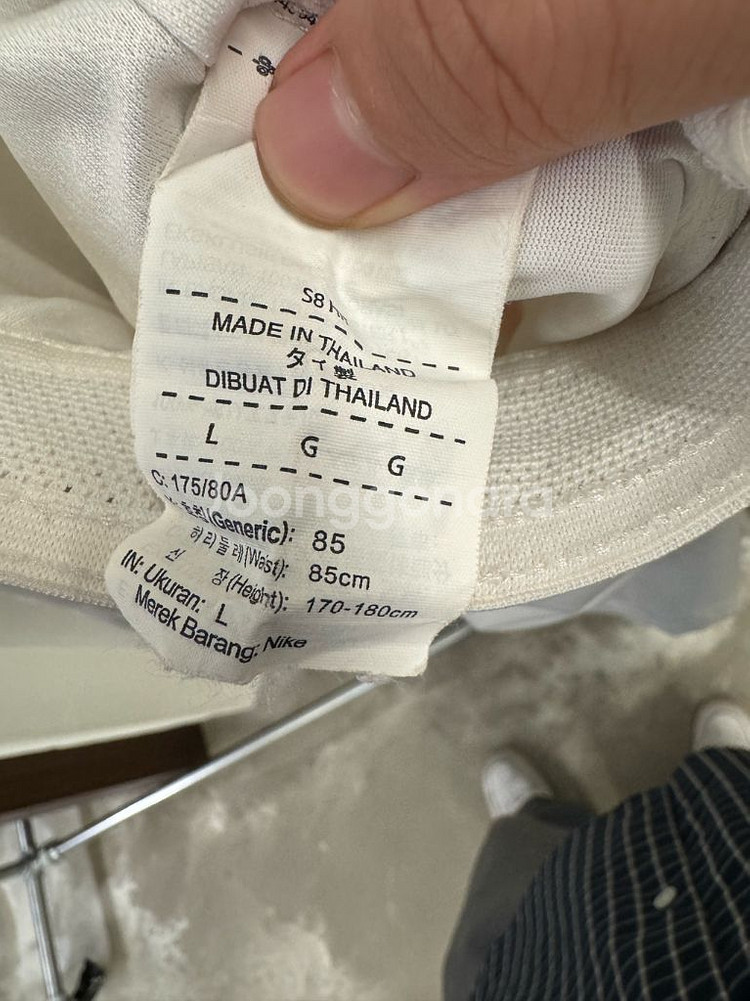 S8
MADE IN THAILAND
タイ製
DIBUAT DI THAILAND
L G G
C: 175/80A
(Generic): 85
허리둘레(Waist): 85cm
신 장(Height): 170-180cm
IN: Ukuran: L
Merek Barang: Nike
joonggonara